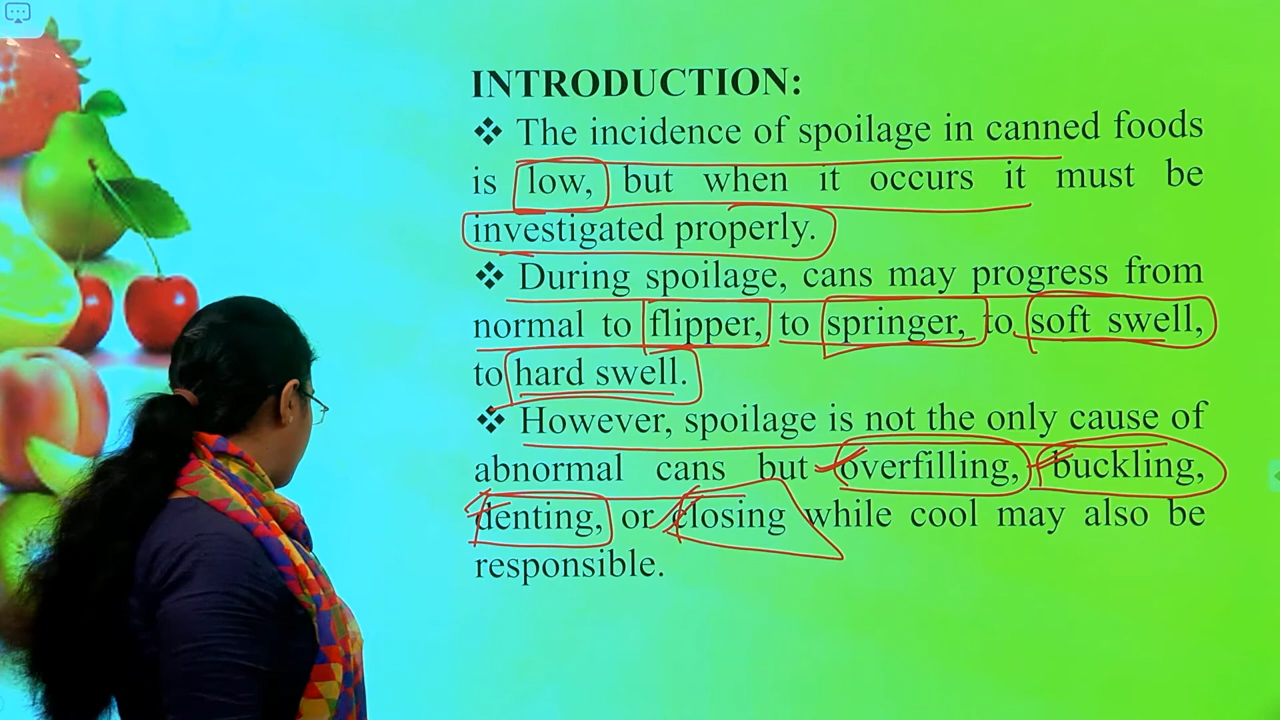 INTRODUCTION:
❖ The incidence of spoilage in canned foods
is low, but when it occurs it must be
investigated properly.
❖ During spoilage, cans may progress from
normal to flipper, to springer, to soft swell,
to hard swell.
❖ However, spoilage is not the only cause of
abnormal cans but overfilling, buckling,
denting, or closing while cool may also be
responsible.